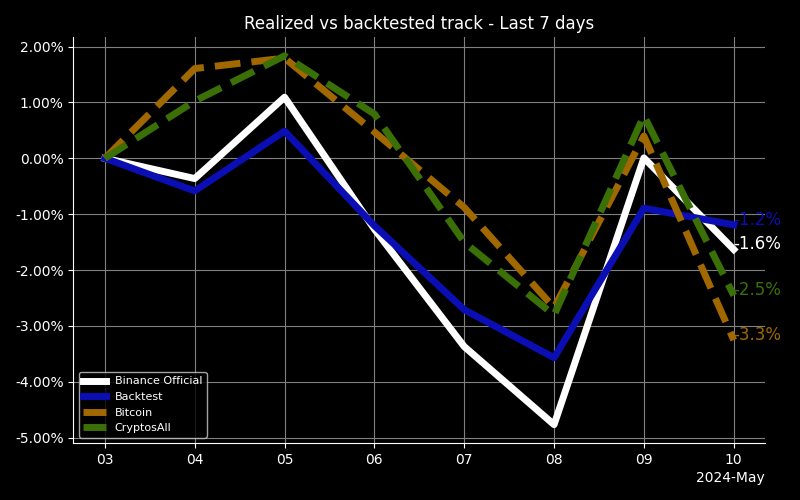 Realized vs backtested track - Last 7 days
2.00%
1.00%
0.00%
-1.00%
-2.00%
-3.00%
-4.00%
-5.00%
-1.2%
-1.6%
-2.5%
-3.3%
Binance Official
Backtest
Bitcoin
CryptosAll
03 04 05 06 07 08 09 10
2024-May